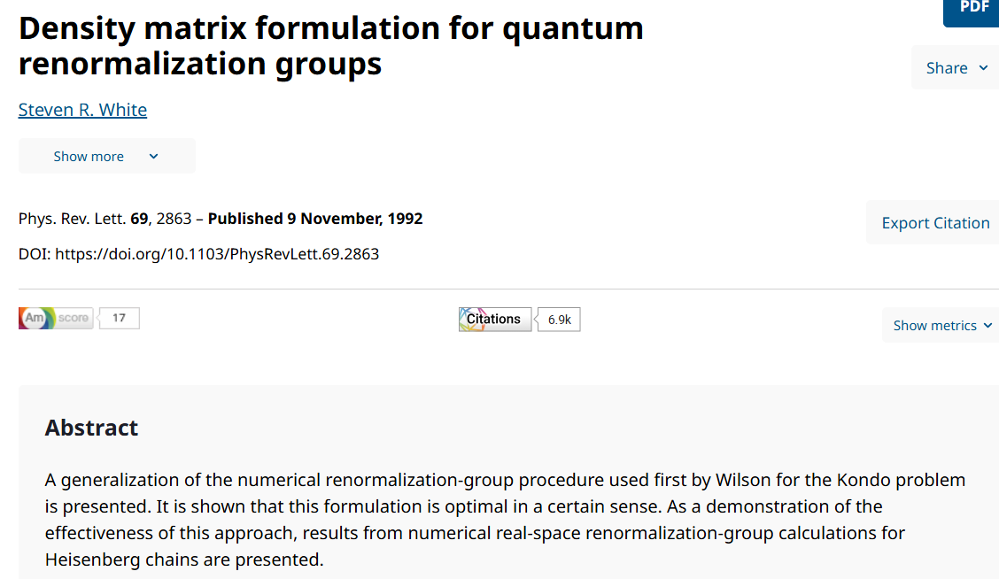 Density matrix formulation for quantum
renormalization groups
PDF
Share
Steven R. White
Show more
Phys. Rev. Lett. 69, 2863 – Published 9 November, 1992
Export Citation
DOI: https://doi.org/10.1103/PhysRevLett.69.2863
Am score 17
Citations 6.9k
Show metrics
Abstract
A generalization of the numerical renormalization-group procedure used first by Wilson for the Kondo problem
is presented. It is shown that this formulation is optimal in a certain sense. As a demonstration of the
effectiveness of this approach, results from numerical real-space renormalization-group calculations for
Heisenberg chains are presented.